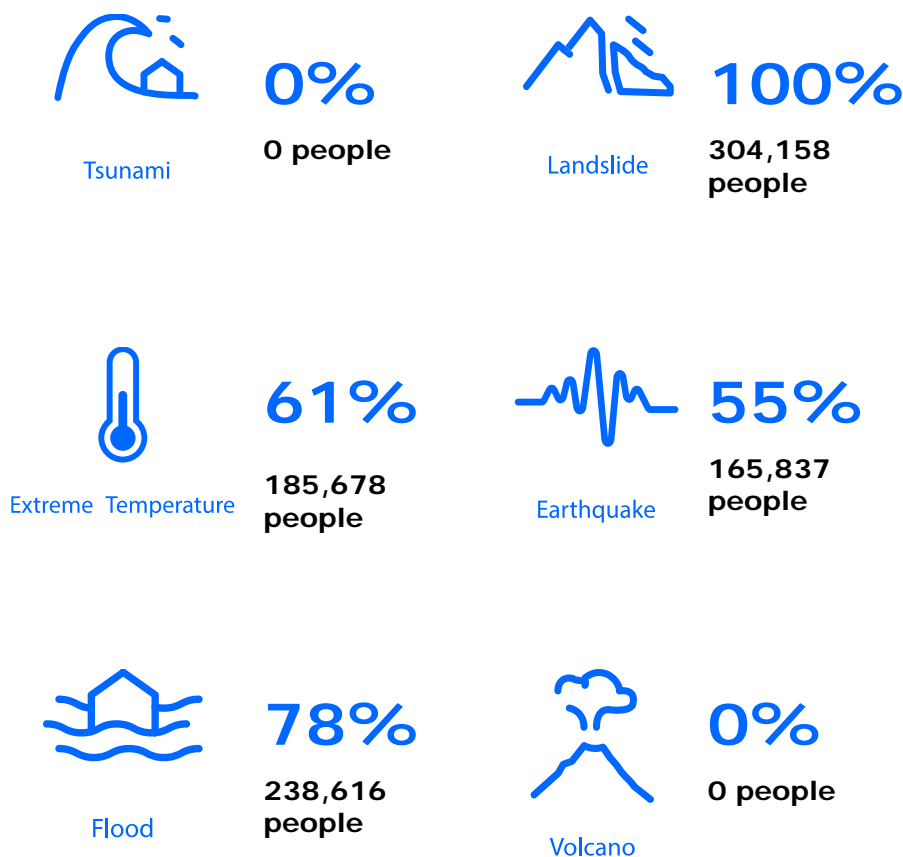 0%
0 people
Tsunami
100%
304,158
people
Landslide
61%
185,678
people
Extreme Temperature
55%
165,837
people
Earthquake
78%
238,616
people
Flood
0%
0 people
Volcano